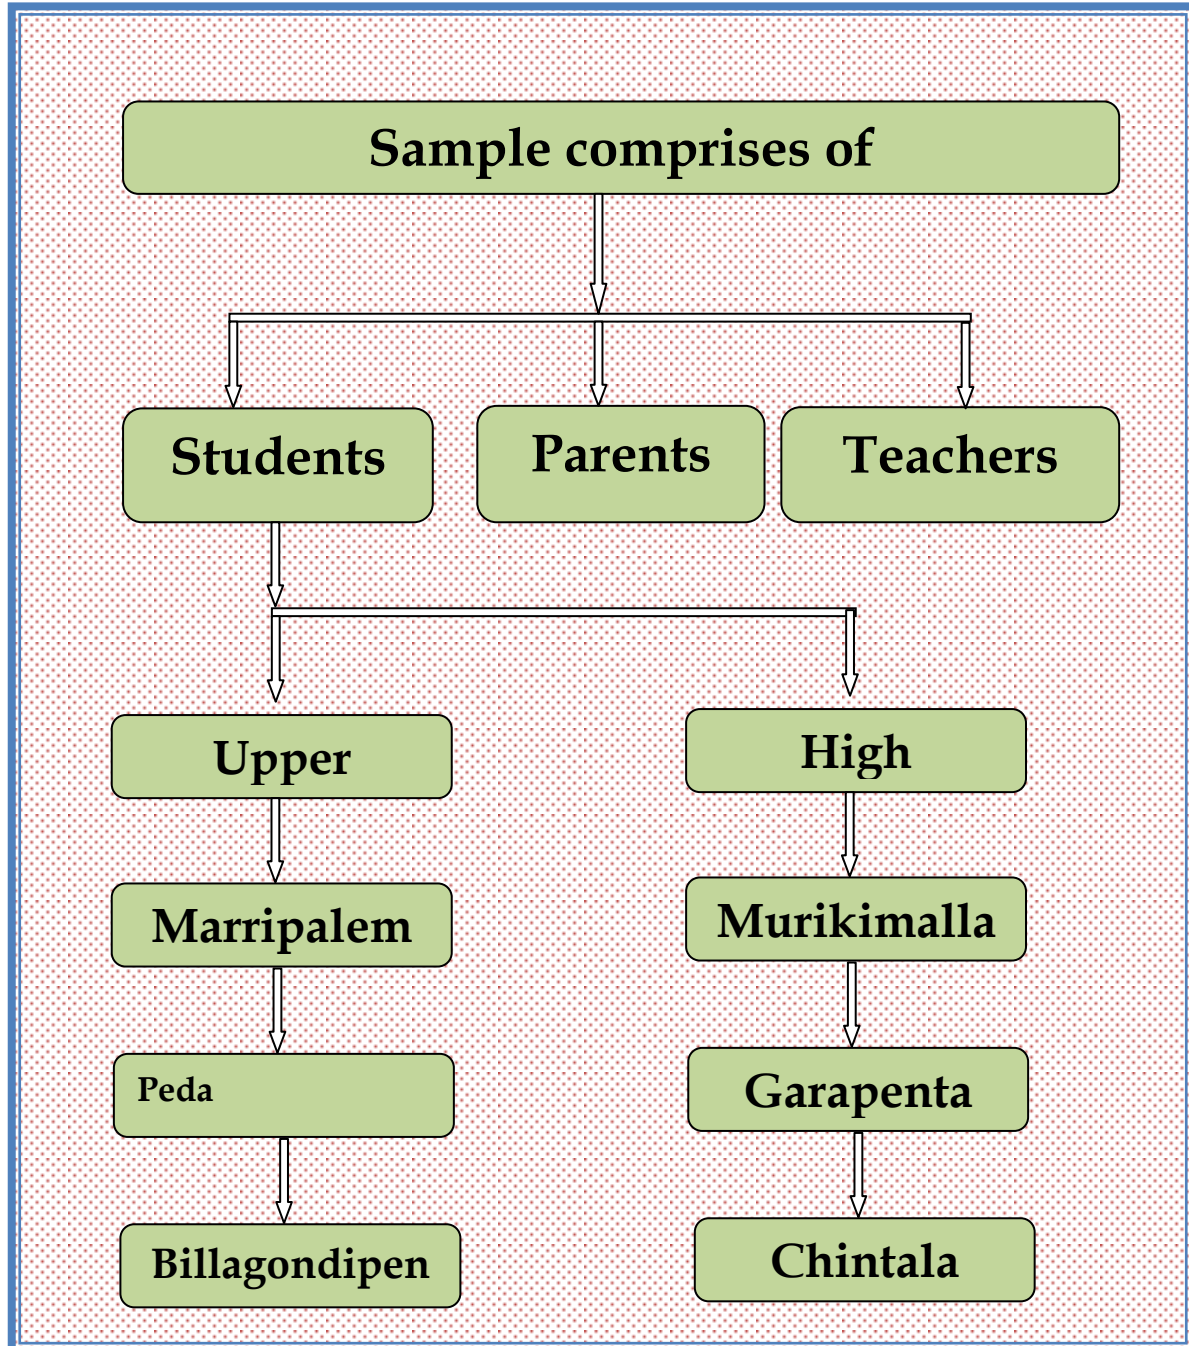 Sample comprises of
Students
Parents
Teachers
Upper
High
Marripalem
Murikimalla
Peda
Garapenta
Billagondipen
Chintala